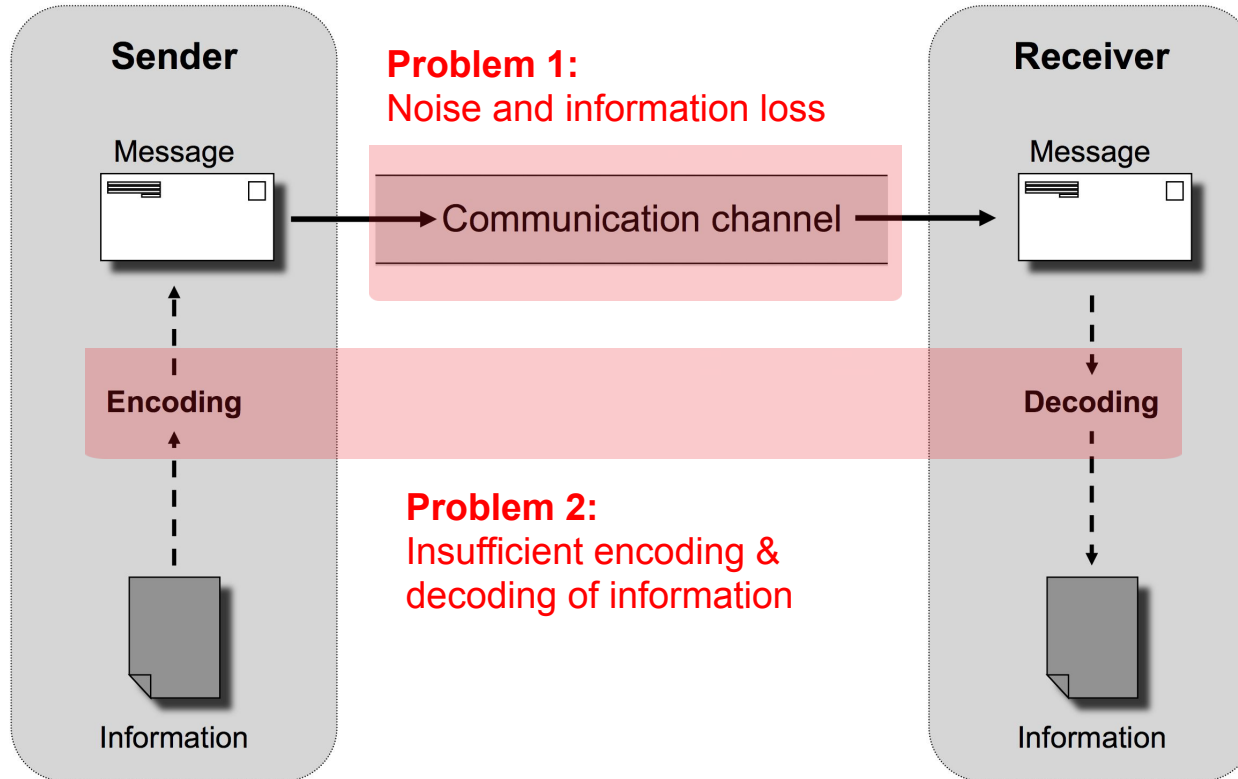 Sender
Receiver
Problem 1:
Noise and information loss
Message
Message
Communication channel
Encoding
Decoding
Problem 2:
Insufficient encoding &
decoding of information
Information
Information